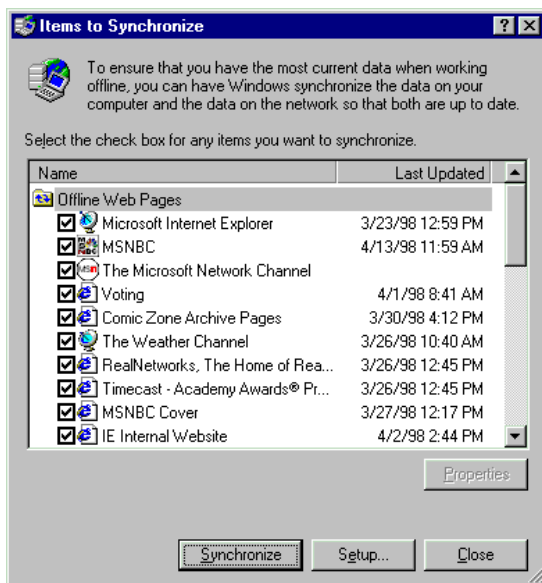 Items to Synchronize
To ensure that you have the most current data when working
offline, you can have Windows synchronize the data on your
computer and the data on the network so that both are up to date.
Select the check box for any items you want to synchronize.
Name Last Updated
Offline Web Pages
Microsoft Internet Explorer 3/23/98 12:59 PM
MSNBC 4/13/98 11:59 AM
The Microsoft Network Channel
Voting 4/1/98 8:41 AM
Comic Zone Archive Pages 3/30/98 4:12 PM
The Weather Channel 3/26/98 10:40 AM
RealNetworks, The Home of Rea... 3/26/98 12:45 PM
Timecast - Academy Awards® Pr... 3/26/98 12:45 PM
MSNBC Cover 3/27/98 12:17 PM
IE Internal Website 4/2/98 2:44 PM
Properties
Synchronize Setup... Close